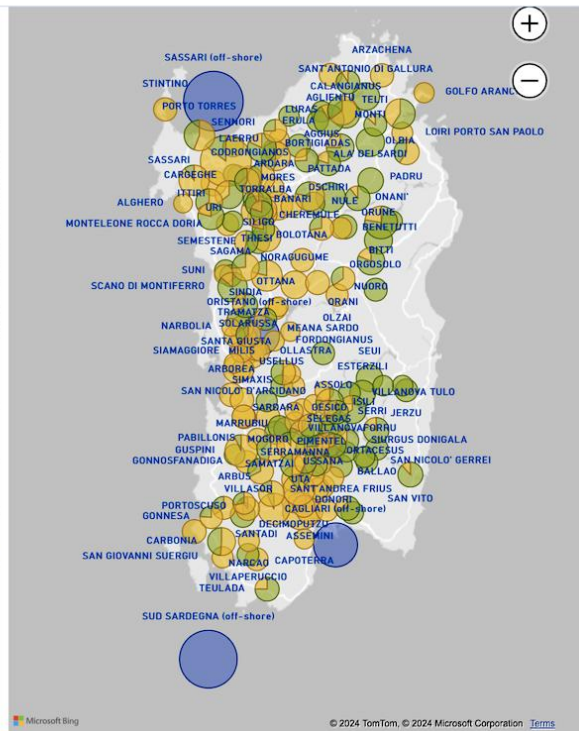 ARZACHENA
SASSARI (off-shore)
SANT'ANTONIO DI GALLURA
STINTINO
CALANGIANUS
GOLFO ARANC
AGLIENTU TELTI
PORTO TORRES
LURAS
MONTI
SENNORI
ERULA
LOIRI PORTO SAN PAOLO
AGGIUS
LAERRU
BORTIGIADAS
OLBIA
CODRONGIANOS
ALA DEI SARDI
SASSARI
ARDARA
PATTADA
CARGEGHE
MORES
PADRU
ITTIRI
TORRALBA
OSCHIRI
ONANI'
ALGHERO
URI
BANARI
NULE
ORUNE
CHEREMULE
MONTELEONE ROCCA DORIA
SILIGO
BENETUTTI
SEMESTENE
THIESI
BOLOTANA
BITTI
SAGAMA
NORAGUGUME
ORGOSOLO
SUNI
OTTANA
NUORO
SCANO DI MONTIFERRO
SINDIA
ORISTANO (off-shore)
ORANI
TRAMATZA
OLZAI
NARBOLIA
SOLARUSSA
MEANA SARDO
SANTA GIUSTA
FORDONGIANUS
SIAMAGGIORE
MILIS
OLLASTRA
SEUI
USELLUS
ESTERZILI
ARBOREA
SIMAXIS
ASSOLO
SAN NICOLO' D'ARCIDANO
VILLANOVA TULO
ISILI
SARDARA
GESICO
SERRI
JERZU
MARRUBIU
SELEGAS
VILLANOVAFORRU
PABILLONIS
MOGORO
PIMENTEL
SIURGUS DONIGALA
GUSPINI
SERRAMANNA
ORTACESUS
GONNOSFANADIGA
SAMATZAI
USSANA
SAN NICOLO' GERREI
BALLAO
ARBUS
UTA
VILLASOR
SANT'ANDREA FRIUS
SAN VITO
DONORI
PORTOSCUSO
CAGLIARI (off-shore)
GONNESA
DECIMOPUTZU
CARBONIA
SANTADI
ASSEMINI
SAN GIOVANNI SUERGIU
NARCAO
CAPOTERRA
VILLAPERUCCIO
TEULADA
SUD SARDEGNA (off-shore)
Microsoft Bing
© 2024 TomTom, © 2024 Microsoft Corporation Terms